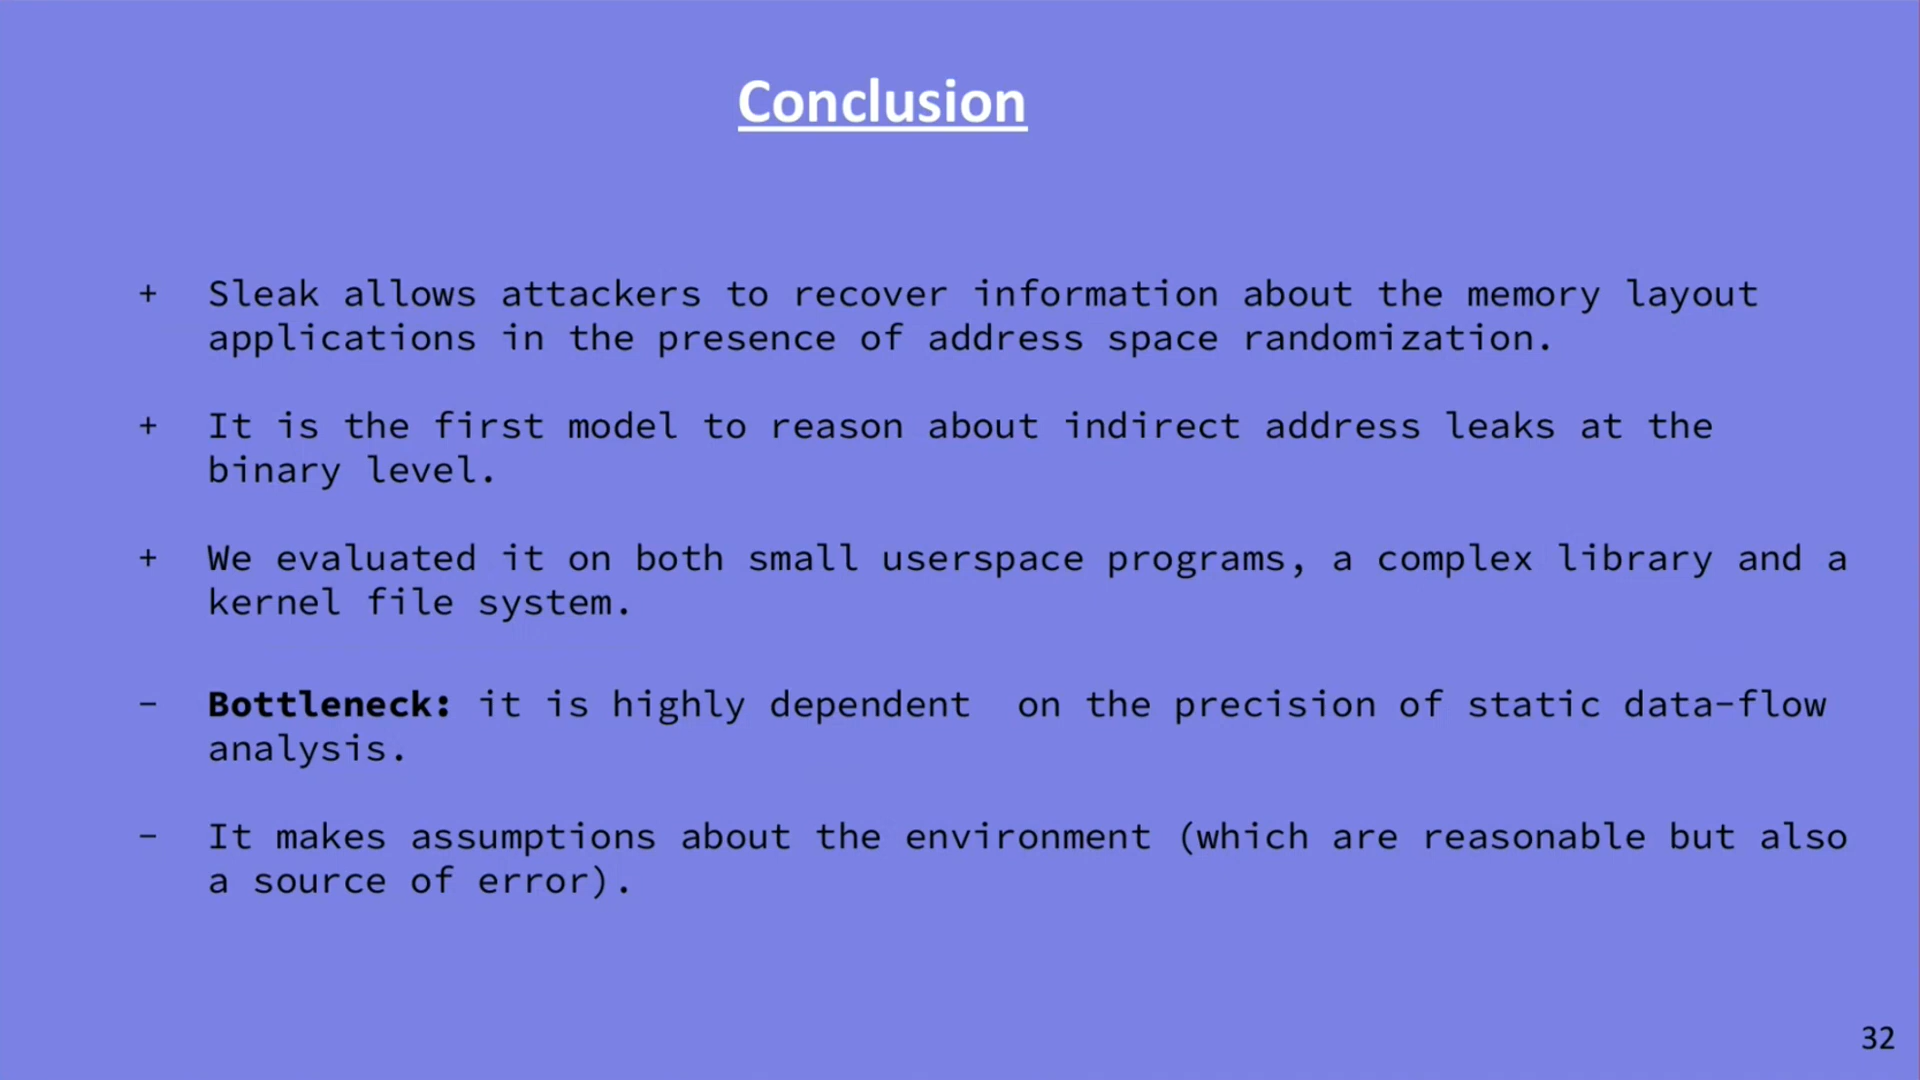 Conclusion
+ Sleak allows attackers to recover information about the memory layout
applications in the presence of address space randomization.
+ It is the first model to reason about indirect address leaks at the
binary level.
+ We evaluated it on both small userspace programs, a complex library and a
kernel file system.
- Bottleneck: it is highly dependent  on the precision of static data-flow
analysis.
- It makes assumptions about the environment (which are reasonable but also
a source of error).
32